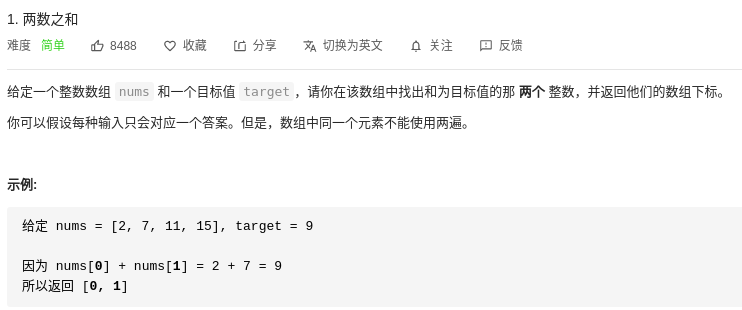 1. 两数之和
难度 简单 8488 收藏 分享 切换为英文 关注 反馈
给定一个整数数组 nums 和一个目标值 target，请你在该数组中找出和为目标值的那 两个 整数，并返回他们的数组下标。
你可以假设每种输入只会对应一个答案。但是，数组中同一个元素不能使用两遍。
示例:
给定 nums = [2, 7, 11, 15], target = 9
因为 nums[0] + nums[1] = 2 + 7 = 9
所以返回 [0, 1]